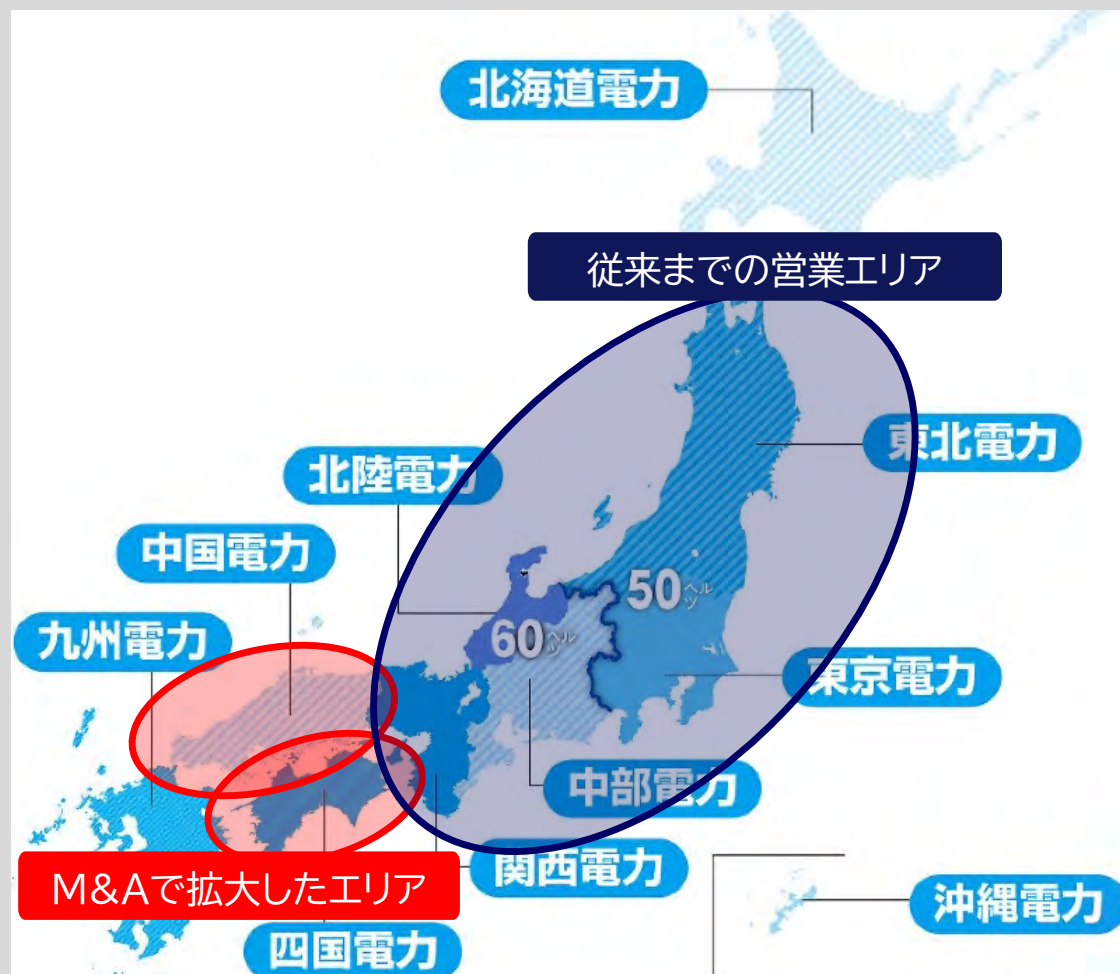 北海道電力
従来までの営業エリア
東北電力
北陸電力
中国電力
50ヘルツ
九州電力
60ヘルツ
東京電力
中部電力
関西電力
M&Aで拡大したエリア
沖縄電力
四国電力